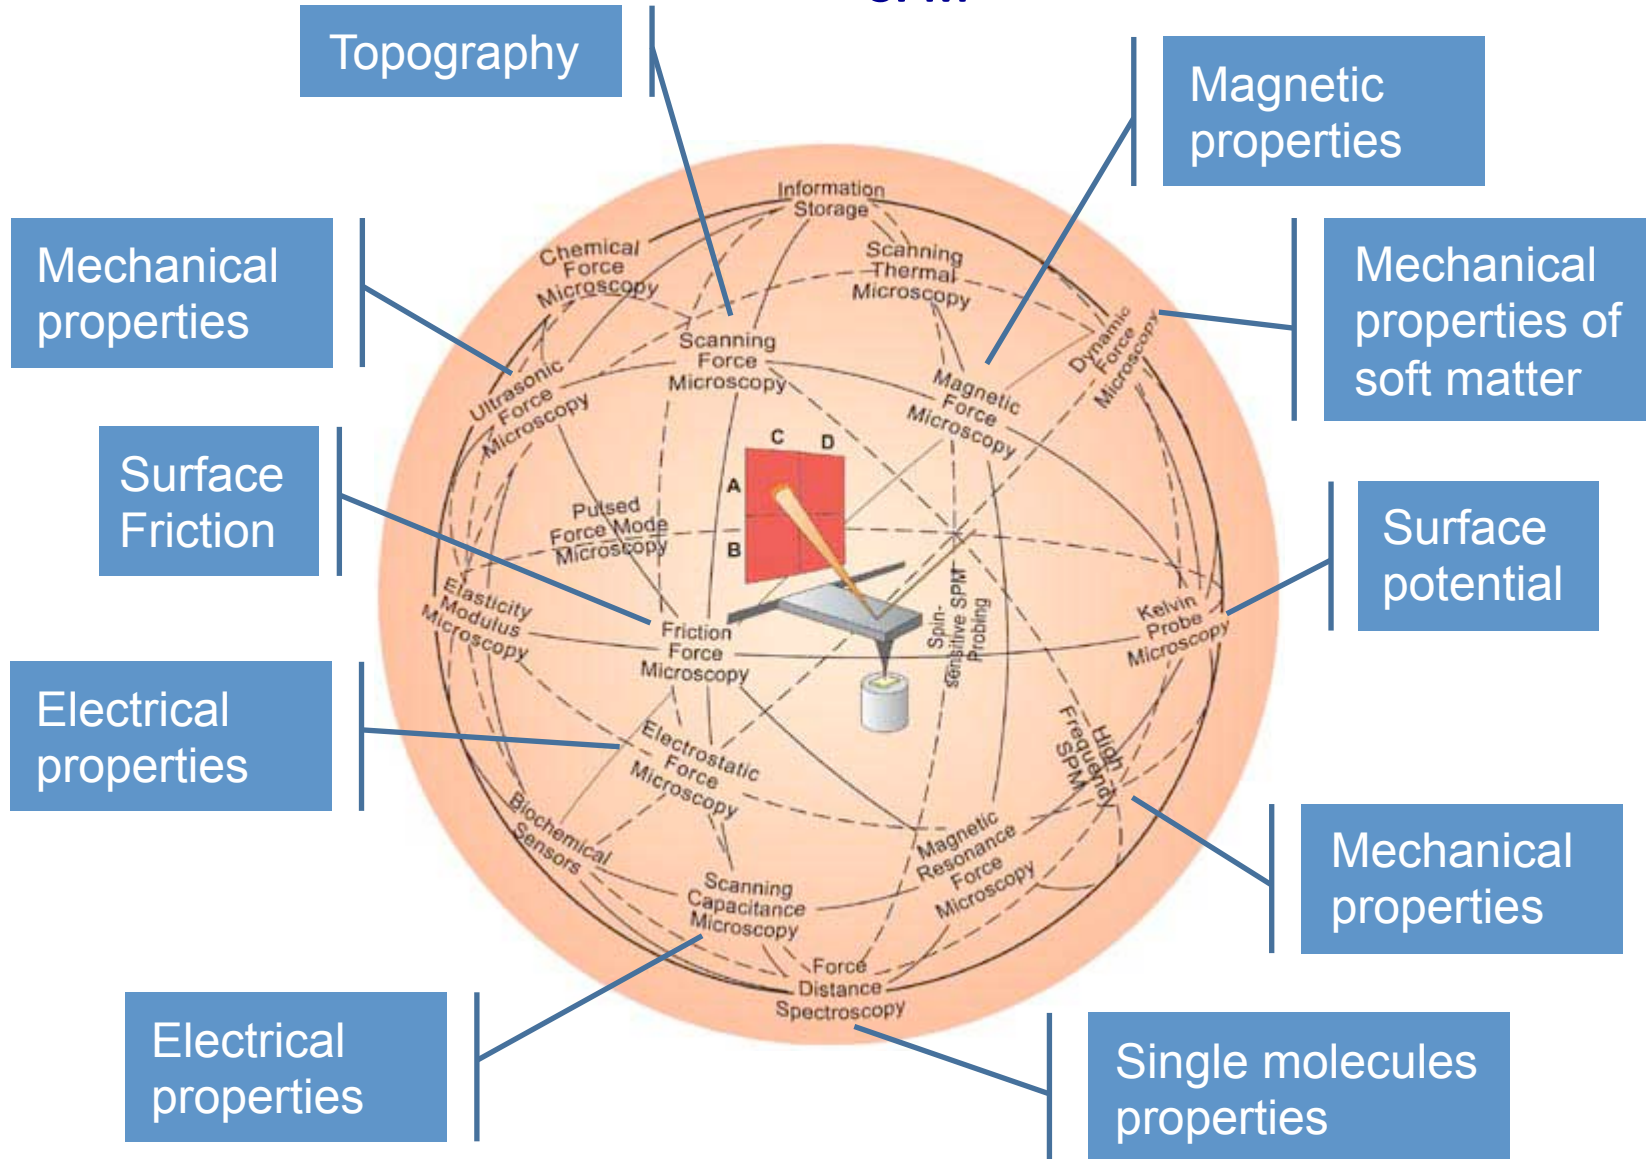 Topography
Magnetic
properties
Mechanical
properties
Mechanical
properties of
soft matter
Surface
Friction
Surface
potential
Electrical
properties
Mechanical
properties
Electrical
properties
Single molecules
properties
Information
Storage
Chemical
Force
Microscopy
Scanning
Thermal
Microscopy
Scanning
Force
Microscopy
Dynamic
Force
Microscopy
Ultrasonic
Force
Microscopy
Magnetic
Force
Microscopy
C D
A
B
Pulsed
Force Mode
Microscopy
Elasticity
Modulus
Microscopy
Friction
Force
Microscopy
Spin-
sensitive SPM
Probing
Kelvin
Probe
Microscopy
Electrostatic
Force
Microscopy
High
Frequency
SPM
Biochemical
Sensors
Magnetic
Resonance
Force
Microscopy
Scanning
Capacitance
Microscopy
Force
Distance
Spectroscopy